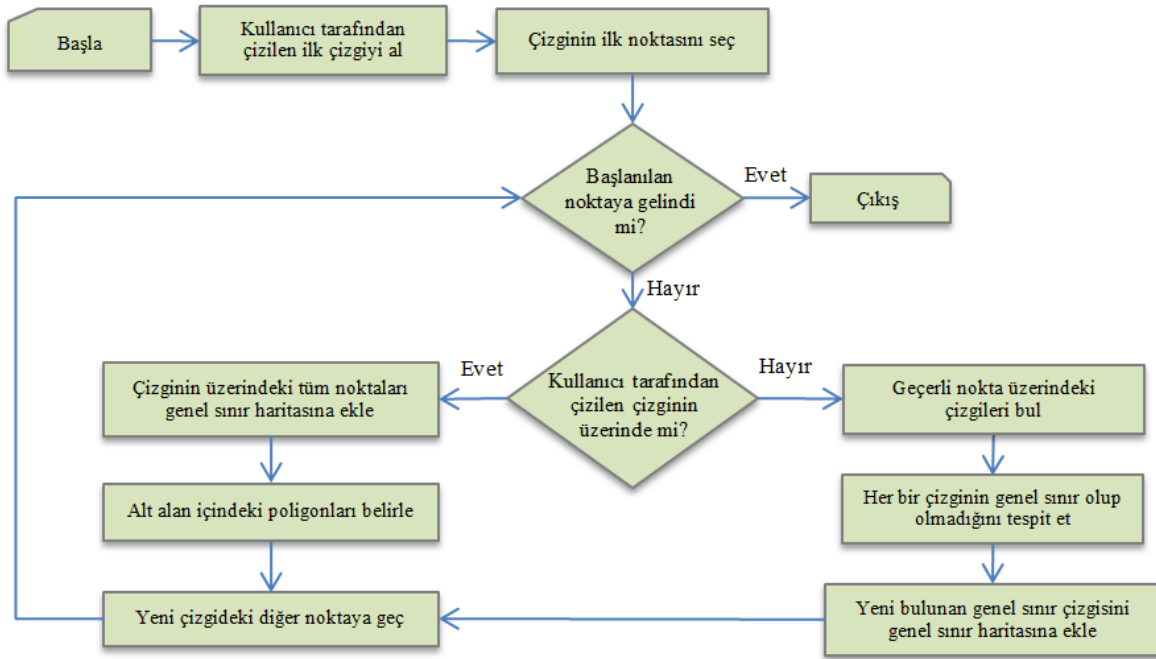 Başla
Kullanıcı tarafından
çizilen ilk çizgiyi al
Çizginin ilk noktasını seç
Başlanılan
noktaya gelindi
mi?
Evet
Çıkış
Hayır
Kullanıcı tarafından
çizilen çizginin
üzerinde mi?
Evet
Hayır
Çizginin üzerindeki tüm noktaları
genel sınır haritasına ekle
Geçerli nokta üzerindeki
çizgileri bul
Alt alan içindeki poligonları belirle
Her bir çizginin genel sınır olup
olmadığını tespit et
Yeni çizgideki diğer noktaya geç
Yeni bulunan genel sınır çizgisini
genel sınır haritasına ekle